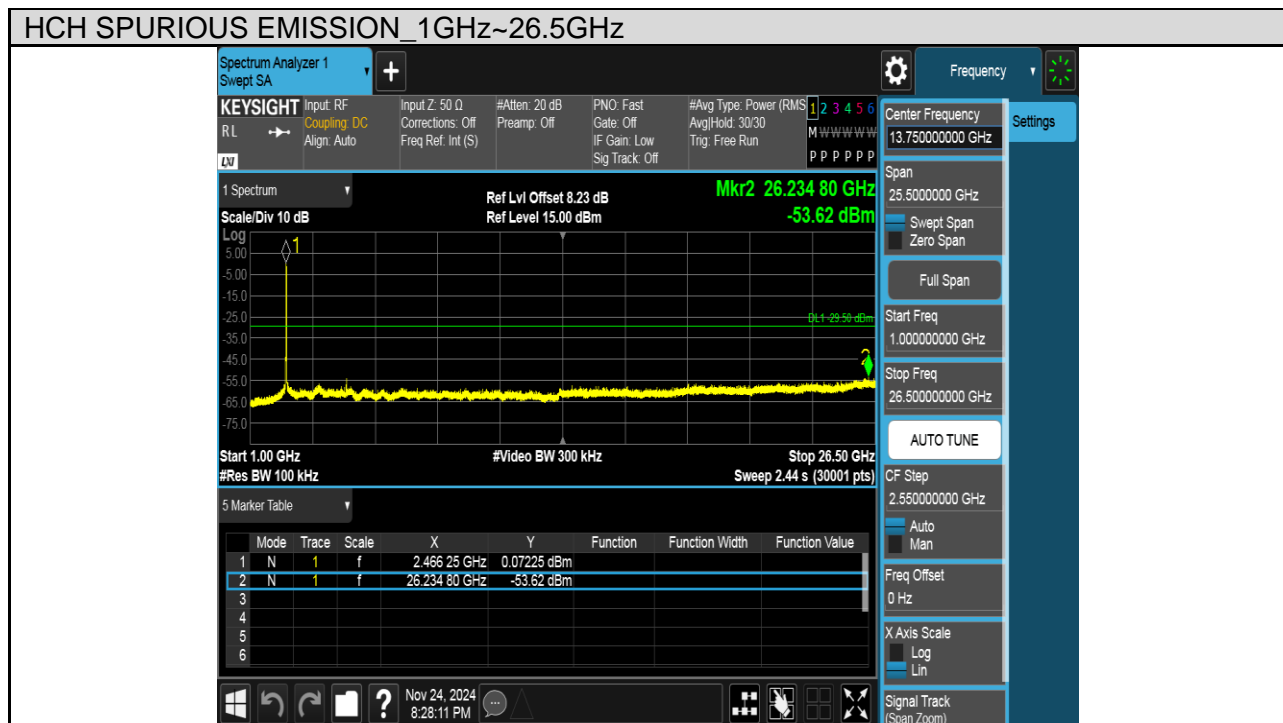 HCH SPURIOUS EMISSION_1GHz~26.5GHz
Spectrum Analyzer 1
Swept SA
Frequency
KEYSIGHT
RL
LXI
Input: RF
Coupling: DC
Align: Auto
Input Z: 50 Ω
Corrections: Off
Freq Ref: Int (S)
#Atten: 20 dB
Preamp: Off
PNO: Fast
Gate: Off
IF Gain: Low
Sig Track: Off
#Avg Type: Power (RMS
Avg|Hold: 30/30
Trig: Free Run
1 2 3 4 5 6
M W W W W W
P P P P P P
1 Spectrum
Scale/Div 10 dB
Ref Lvl Offset 8.23 dB
Ref Level 15.00 dBm
Mkr2 26.234 80 GHz
-53.62 dBm
Log
5.00
-5.00
-15.0
-25.0
-35.0
-45.0
-55.0
-65.0
-75.0
1
DL1 -29.50 dBm
2
Start 1.00 GHz
#Video BW 300 kHz
Stop 26.50 GHz
#Res BW 100 kHz
Sweep 2.44 s (30001 pts)
5 Marker Table
Mode Trace Scale X Y Function Function Width Function Value
1 N 1 f 2.466 25 GHz 0.07225 dBm
2 N 1 f 26.234 80 GHz -53.62 dBm
3
4
5
6
?
Nov 24, 2024
8:28:11 PM
Center Frequency
13.750000000 GHz
Settings
Span
25.5000000 GHz
Swept Span
Zero Span
Full Span
Start Freq
1.000000000 GHz
Stop Freq
26.500000000 GHz
AUTO TUNE
CF Step
2.550000000 GHz
Auto
Man
Freq Offset
0 Hz
X Axis Scale
Log
Lin
Signal Track
(Span Zoom)